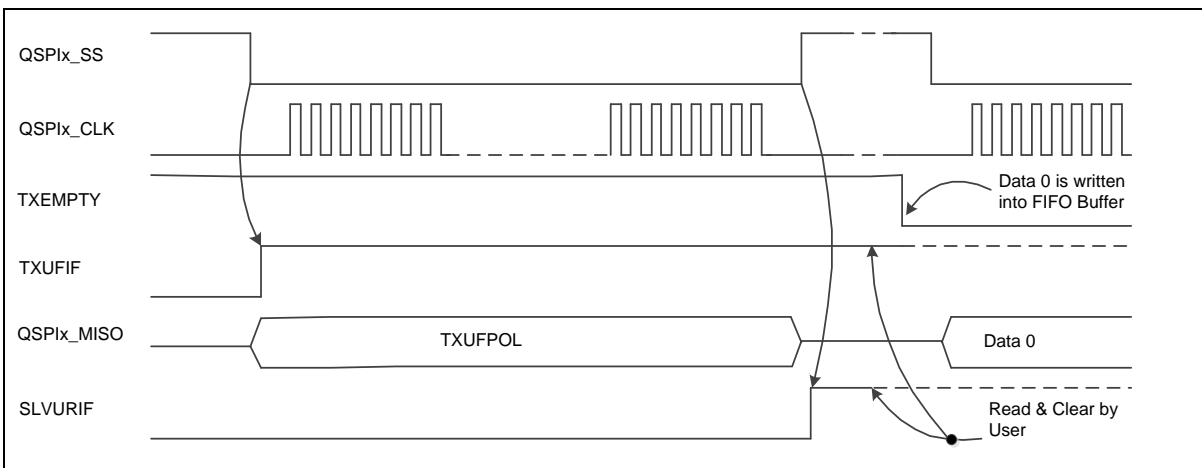 QSPIx_SS
QSPIx_CLK
TXEMPTY
Data 0 is written
into FIFO Buffer
TXUFIF
QSPIx_MISO
TXUFPOL
Data 0
SLVURIF
Read & Clear by
User